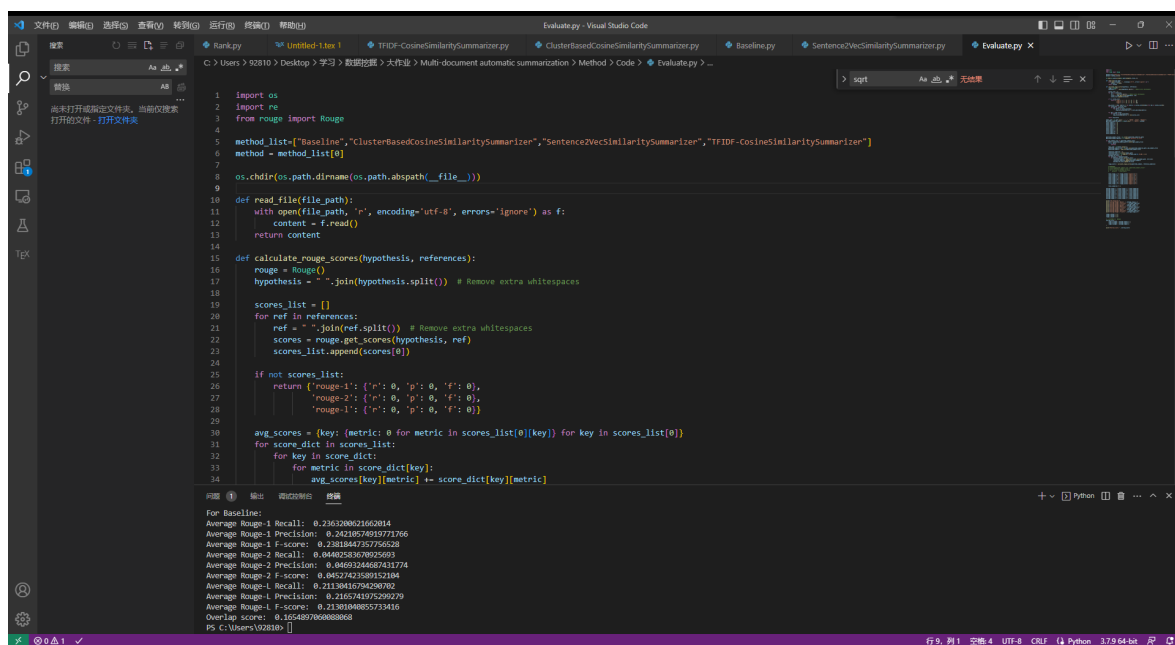 文件(F) 编辑(E) 选择(S) 查看(V) 转到(G) 运行(R) 终端(T) 帮助(H) Evaluate.py - Visual Studio Code
搜索
Rank.py Untitled-1.tex 1 TFIDF-CosineSimilaritySummarizer.py ClusterBasedCosineSimilaritySummarizer.py Baseline.py Sentence2VecSimilaritySummarizer.py Evaluate.py
C: > Users > 92810 > Desktop > 学习 > 数据挖掘 > 大作业 > Multi-document automatic summarization > Method > Code > Evaluate.py > ...
搜索 Aa ab .*
替换 AB
尚未打开或指定文件夹。当前仅搜索
打开的文件 - 打开文件夹
sqrt Aa ab .* 无结果
1 import os
2 import re
3 from rouge import Rouge
4
5 method_list=["Baseline","ClusterBasedCosineSimilaritySummarizer","Sentence2VecSimilaritySummarizer","TFIDF-CosineSimilaritySummarizer"]
6 method = method_list[0]
7
8 os.chdir(os.path.dirname(os.path.abspath(__file__)))
9
10 def read_file(file_path):
11 with open(file_path, 'r', encoding='utf-8', errors='ignore') as f:
12 content = f.read()
13 return content
14
15 def calculate_rouge_scores(hypothesis, references):
16 rouge = Rouge()
17 hypothesis = " ".join(hypothesis.split()) # Remove extra whitespaces
18
19 scores_list = []
20 for ref in references:
21 ref = " ".join(ref.split()) # Remove extra whitespaces
22 scores = rouge.get_scores(hypothesis, ref)
23 scores_list.append(scores[0])
24
25 if not scores_list:
26 return {'rouge-1': {'r': 0, 'p': 0, 'f': 0},
27 'rouge-2': {'r': 0, 'p': 0, 'f': 0},
28 'rouge-l': {'r': 0, 'p': 0, 'f': 0}}
29
30 avg_scores = {key: {metric: 0 for metric in scores_list[0][key]} for key in scores_list[0]}
31 for score_dict in scores_list:
32 for key in score_dict:
33 for metric in score_dict[key]:
34 avg_scores[key][metric] += score_dict[key][metric]
问题 1 输出 调试控制台 终端 Python
For Baseline:
Average Rouge-1 Recall: 0.2363200621662014
Average Rouge-1 Precision: 0.24210574919771766
Average Rouge-1 F-score: 0.23818447357756528
Average Rouge-2 Recall: 0.04402583670925693
Average Rouge-2 Precision: 0.04693244687431774
Average Rouge-2 F-score: 0.04527423589152104
Average Rouge-L Recall: 0.21130416794290702
Average Rouge-L Precision: 0.2165741975299279
Average Rouge-L F-score: 0.21301040855733416
Overlap score: 0.1654897060088068
PS C:\Users\92810>
TEX
0 1 行 9, 列 1 空格: 4 UTF-8 CRLF Python 3.7.9 64-bit